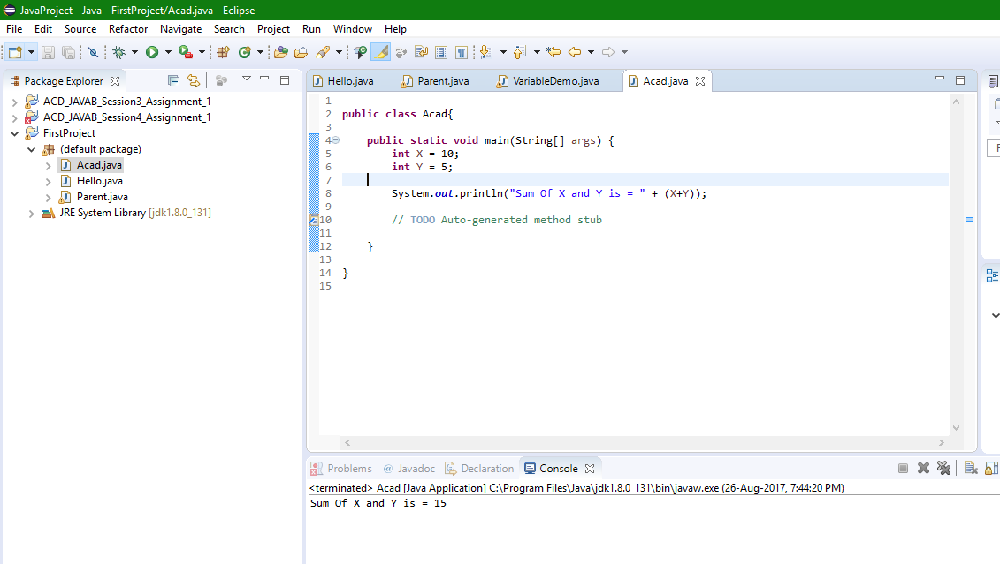 JavaProject - Java - FirstProject/Acad.java - Eclipse
File Edit Source Refactor Navigate Search Project Run Window Help
Package Explorer
ACD_JAVAB_Session3_Assignment_1
ACD_JAVAB_Session4_Assignment_1
FirstProject
(default package)
Acad.java
Hello.java
Parent.java
JRE System Library [jdk1.8.0_131]
Hello.java Parent.java VariableDemo.java Acad.java
1
2 public class Acad{
3
4 public static void main(String[] args) {
5 int X = 10;
6 int Y = 5;
7
8 System.out.println("Sum Of X and Y is = " + (X+Y));
9
10 // TODO Auto-generated method stub
11
12 }
13
14 }
15
Problems @ Javadoc Declaration Console
<terminated> Acad [Java Application] C:\Program Files\Java\jdk1.8.0_131\bin\javaw.exe (26-Aug-2017, 7:44:20 PM)
Sum Of X and Y is = 15